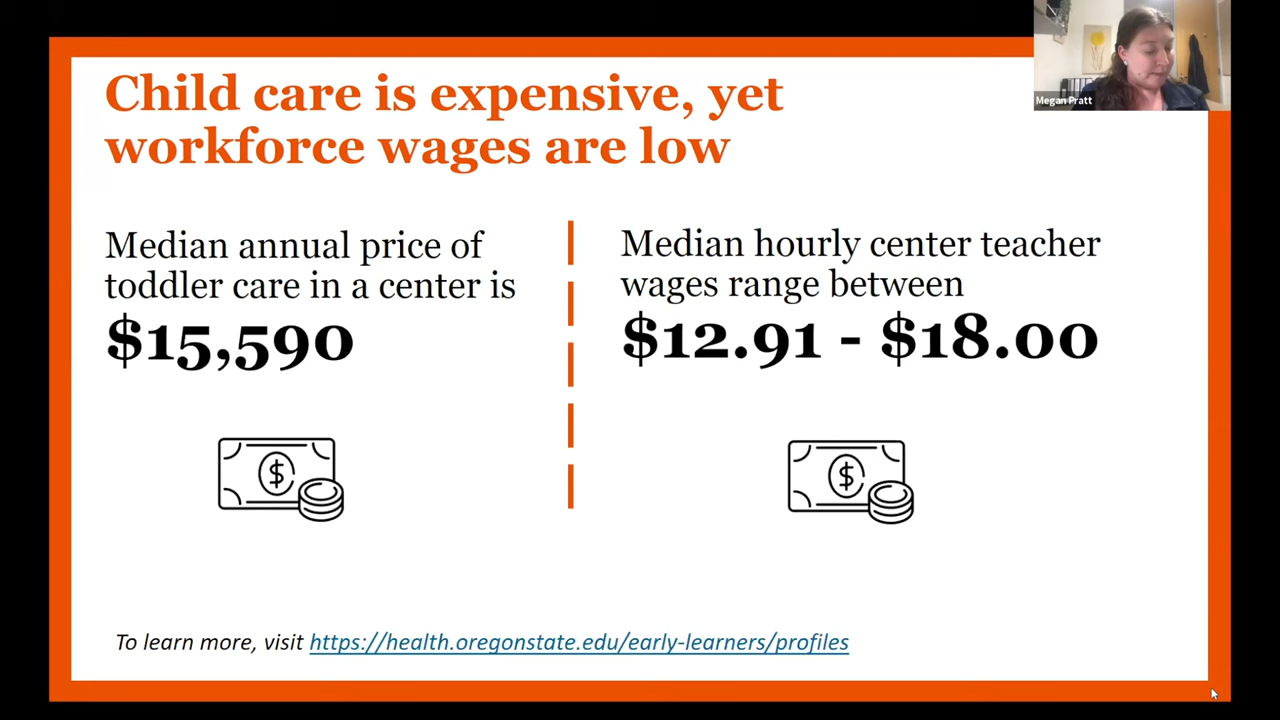 Child care is expensive, yet
workforce wages are low
Megan Pratt
Median annual price of
toddler care in a center is
$15,590
Median hourly center teacher
wages range between
$12.91 - $18.00
$
$
To learn more, visit https://health.oregonstate.edu/early-learners/profiles